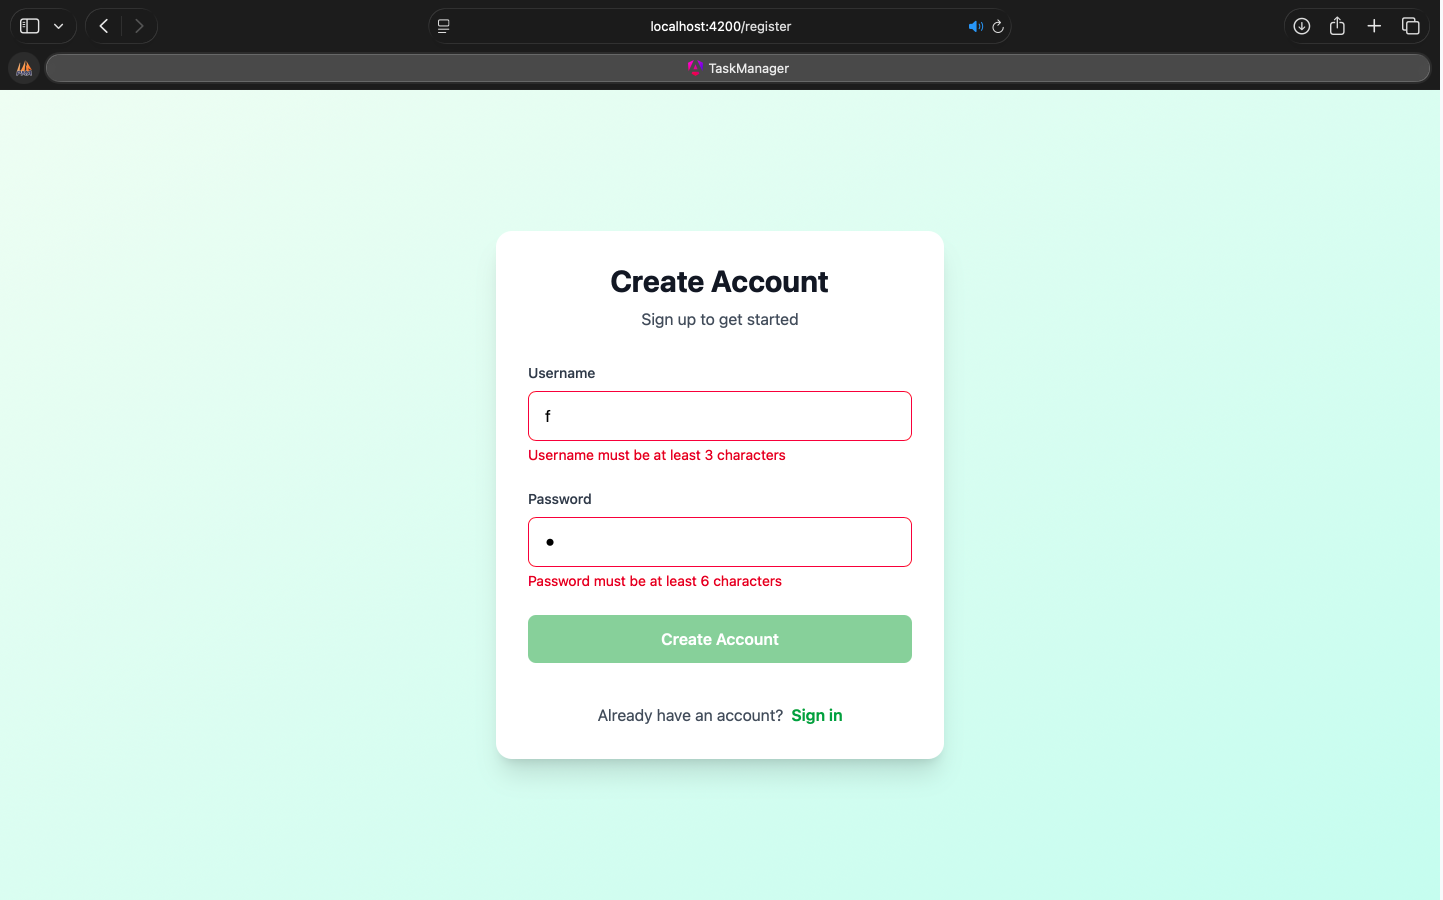 localhost:4200/register
TaskManager
Create Account
Sign up to get started
Username
f
Username must be at least 3 characters
Password
Password must be at least 6 characters
Create Account
Already have an account? Sign in